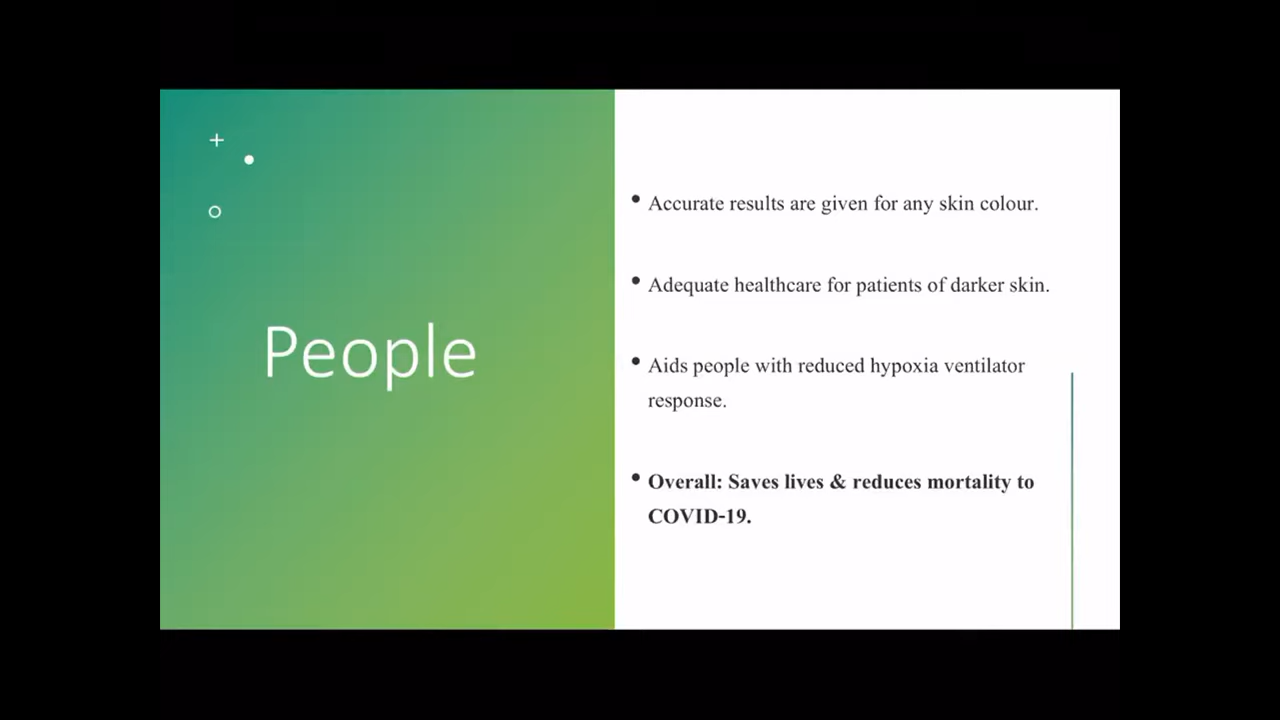 People
• Accurate results are given for any skin colour.
• Adequate healthcare for patients of darker skin.
• Aids people with reduced hypoxia ventilator
response.
• Overall: Saves lives & reduces mortality to
COVID-19.